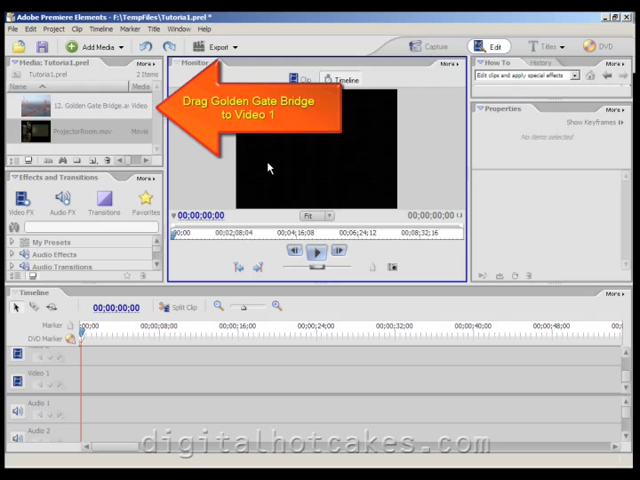 Adobe Premiere Elements - F:\TempFiles\Tutoria1.prel *
File Edit Project Clip Timeline Marker Title Window Help
Add Media Export Capture Edit Titles DVD
Media: Tutoria1.prel More
Tutoria1.prel 2 Items
Name Media
12. Golden Gate Bridge.av Video
ProjectorRoom.mov Movie
Monitor More
Clip Timeline
Drag Golden Gate Bridge
to Video 1
How To History More
Edit clips and apply special effects
Properties More
Show Keyframes
No items selected
Effects and Transitions More
Video FX Audio FX Transitions Favorites
My Presets
Audio Effects
Audio Transitions
00;00;00;00 Fit 00;00;00;00
00;00 00;02;08;04 00;04;16;08 00;06;24;12 00;08;32;16
Timeline More
00;00;00;00 Split Clip
Marker ;00;00 00;00;08;00 00;00;16;00 00;00;24;00 00;00;32;00 00;00;40;00 00;00;48;00 00;0
DVD Marker
Video 1
Audio 1
Audio 2
digitalhotcakes.com